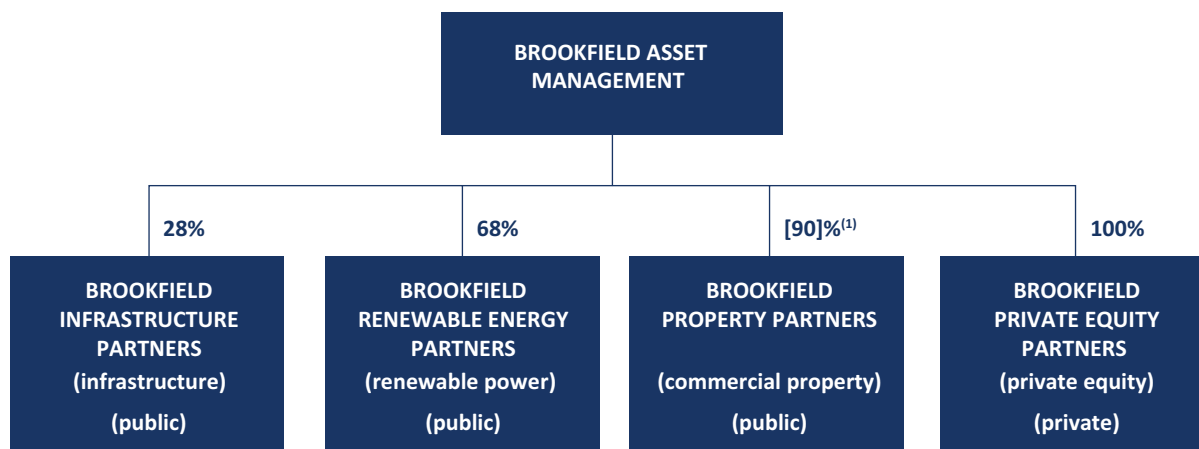 BROOKFIELD ASSET
MANAGEMENT
28%
68%
[90]%(1)
100%
BROOKFIELD
INFRASTRUCTURE
PARTNERS
(infrastructure)
(public)
BROOKFIELD
RENEWABLE ENERGY
PARTNERS
(renewable power)
(public)
BROOKFIELD
PROPERTY PARTNERS
(commercial property)
(public)
BROOKFIELD
PRIVATE EQUITY
PARTNERS
(private equity)
(private)